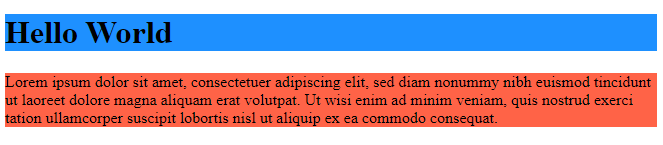 Hello World
Lorem ipsum dolor sit amet, consectetuer adipiscing elit, sed diam nonummy nibh euismod tincidunt
ut laoreet dolore magna aliquam erat volutpat. Ut wisi enim ad minim veniam, quis nostrud exerci
tation ullamcorper suscipit lobortis nisl ut aliquip ex ea commodo consequat.